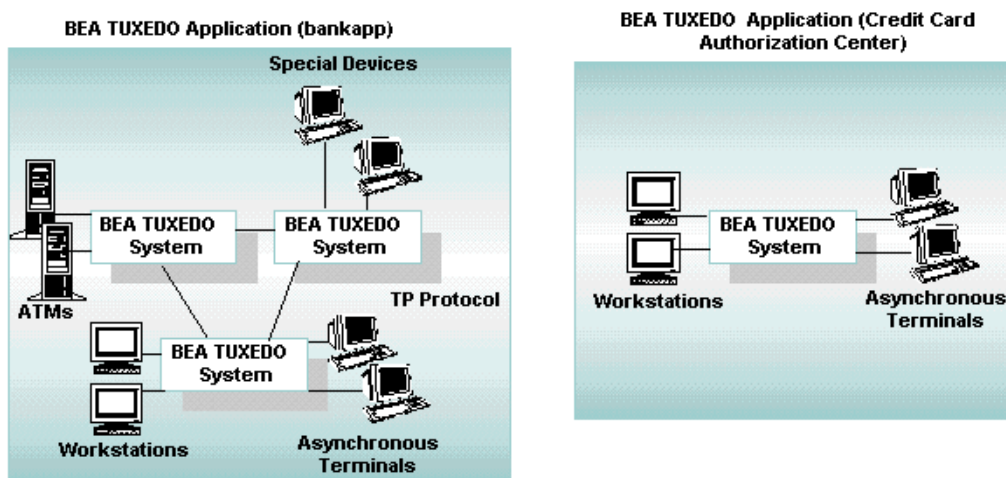 BEA TUXEDO Application (bankapp)
Special Devices
BEA TUXEDO
System
BEA TUXEDO
System
ATMs
TP Protocol
BEA TUXEDO
System
Workstations
Asynchronous
Terminals
BEA TUXEDO Application (Credit Card
Authorization Center)
BEA TUXEDO
System
Workstations
Asynchronous
Terminals